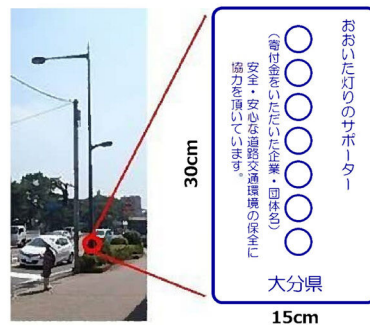 おおいた灯りのサポーター
○○○○○○○
(寄付金をいただいた企業・団体名)
安全・安心な道路交通環境の保全に
協力を頂いています。
大分県
30cm
15cm